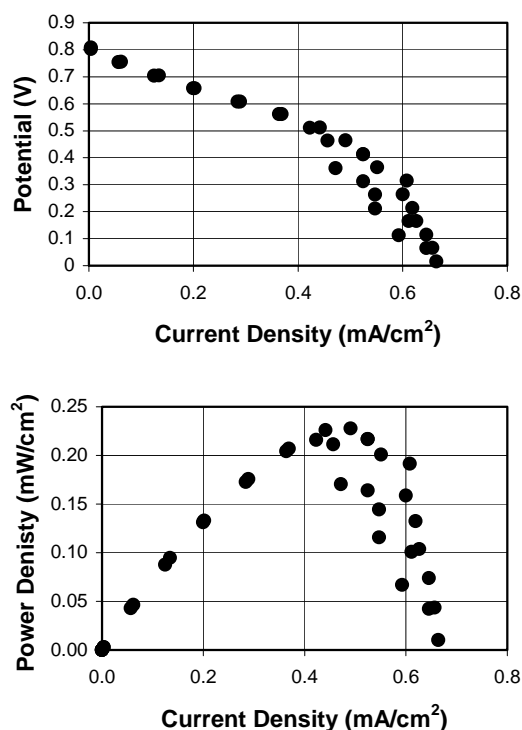 0.9
0.8
0.7
0.6
0.5
0.4
0.3
0.2
0.1
0
Potential (V)
0.0 0.2 0.4 0.6 0.8
Current Density (mA/cm²)
0.25
0.20
0.15
0.10
0.05
0.00
Power Denisty (mW/cm²)
0.0 0.2 0.4 0.6 0.8
Current Density (mA/cm²)